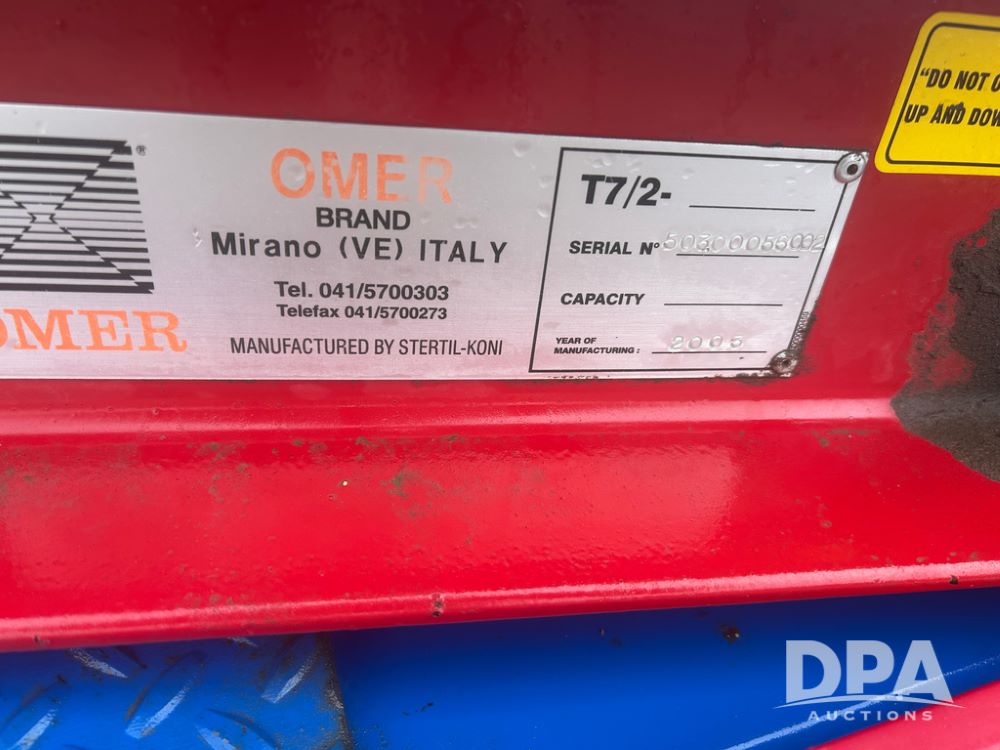 OMER
OMER
BRAND
Mirano (VE) ITALY
Tel. 041/5700303
Telefax 041/5700273
MANUFACTURED BY STERTIL-KONI
T7/2-
SERIAL N°
CAPACITY
YEAR OF
MANUFACTURING:
"DO NOT
UP AND
DPA
AUCTIONS